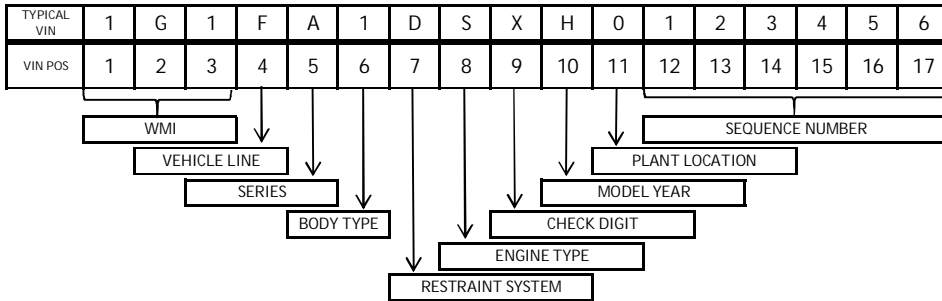 TYPICAL VIN 1 G 1 F A 1 D S X H 0 1 2 3 4 5 6
VIN POS 1 2 3 4 5 6 7 8 9 10 11 12 13 14 15 16 17
WMI SEQUENCE NUMBER
VEHICLE LINE PLANT LOCATION
SERIES MODEL YEAR
BODY TYPE CHECK DIGIT
ENGINE TYPE
RESTRAINT SYSTEM